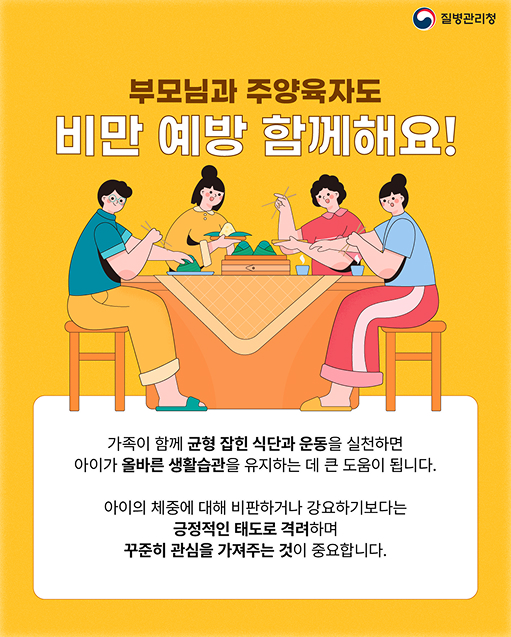 질병관리청
부모님과 주양육자도
비만 예방 함께해요!
가족이 함께 균형 잡힌 식단과 운동을 실천하면
아이가 올바른 생활습관을 유지하는 데 큰 도움이 됩니다.
아이의 체중에 대해 비판하거나 강요하기보다는
긍정적인 태도로 격려하며
꾸준히 관심을 가져주는 것이 중요합니다.